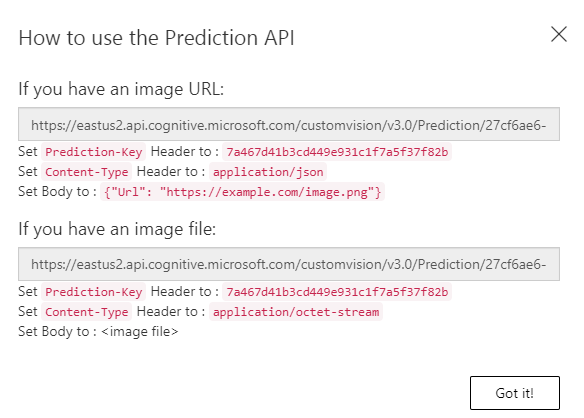 How to use the Prediction API
If you have an image URL:
https://eastus2.api.cognitive.microsoft.com/customvision/v3.0/Prediction/27cf6ae6-
Set Prediction-Key Header to : 7a467d41b3cd449e931c1f7a5f37f82b
Set Content-Type Header to : application/json
Set Body to : {"Url": "https://example.com/image.png"}
If you have an image file:
https://eastus2.api.cognitive.microsoft.com/customvision/v3.0/Prediction/27cf6ae6-
Set Prediction-Key Header to : 7a467d41b3cd449e931c1f7a5f37f82b
Set Content-Type Header to : application/octet-stream
Set Body to : <image file>
Got it!